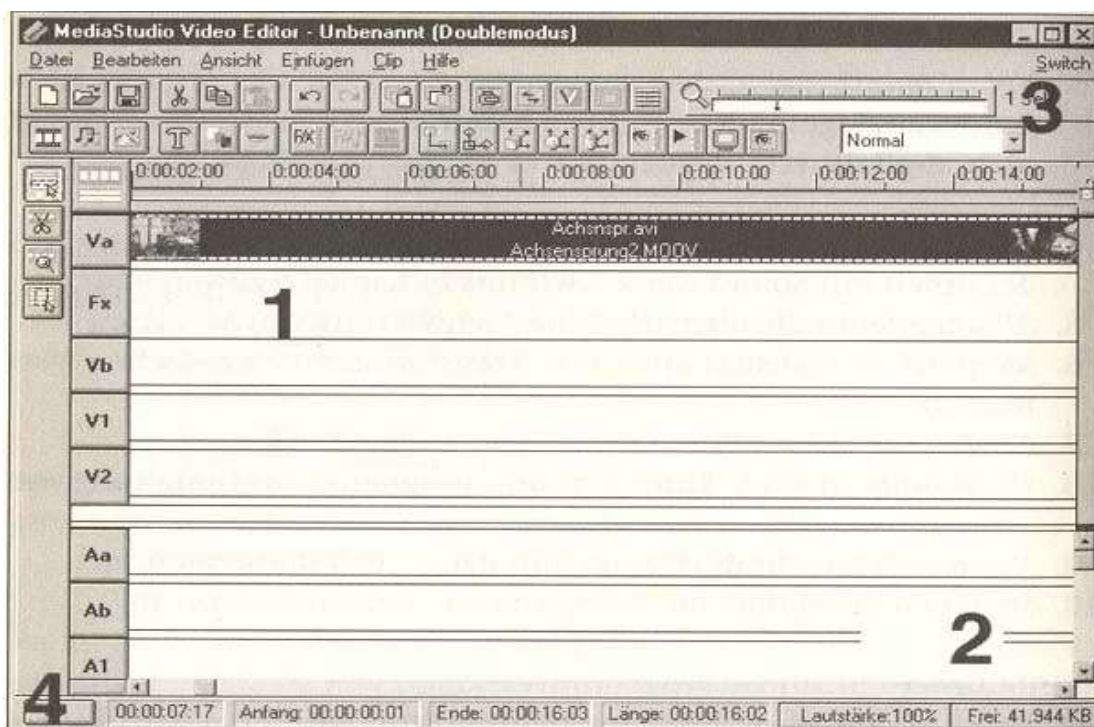 MediaStudio Video Editor - Unbenannt (Doublemodus)
Datei Bearbeiten Ansicht Einfügen Clip Hilfe Switch
1 3
Normal
0:00:02:00 0:00:04:00 0:00:06:00 0:00:08:00 0:00:10:00 0:00:12:00 0:00:14:00
Va
Achsnspr.avi
Achsensprung2.MOOV
Fx
1
Vb
V1
V2
Aa
Ab
2
A1
4
00:00:07:17 Anfang: 00:00:00:01 Ende: 00:00:16:03 Länge: 00:00:16:02 Lautstärke:100% Frei: 41.944 KB